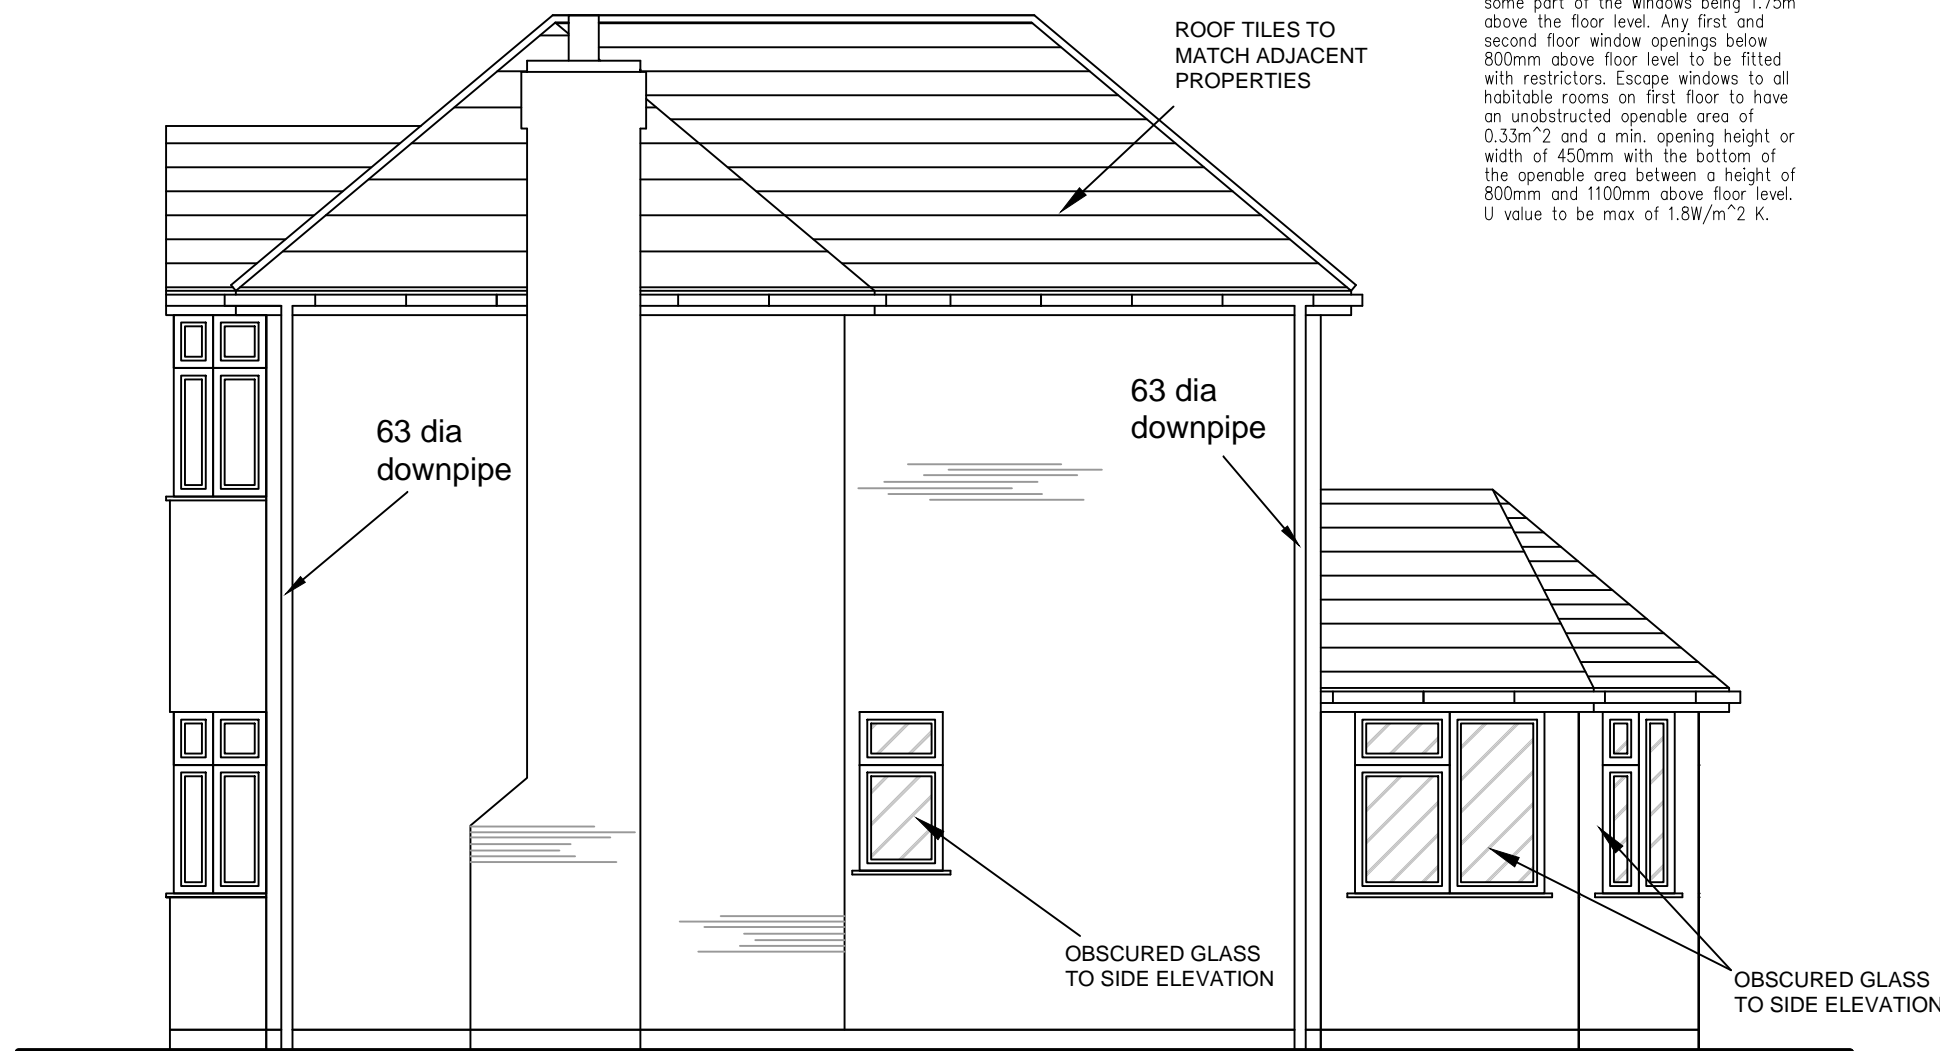 some part of the windows being 1.75m
above the floor level. Any first and
second floor window openings below
800mm above floor level to be fitted
with restrictors. Escape windows to all
habitable rooms on first floor to have
an unobstructed openable area of
0.33m^2 and a min. opening height or
width of 450mm with the bottom of
the openable area between a height of
800mm and 1100mm above floor level.
U value to be max of 1.8W/m^2 K.
ROOF TILES TO
MATCH ADJACENT
PROPERTIES
63 dia
downpipe
63 dia
downpipe
OBSCURED GLASS
TO SIDE ELEVATION
OBSCURED GLASS
TO SIDE ELEVATION